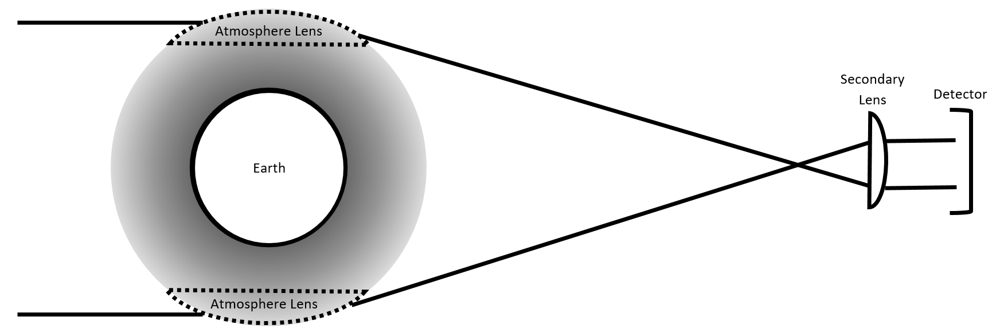 Atmosphere Lens
Secondary
Lens
Detector
Earth
Atmosphere Lens